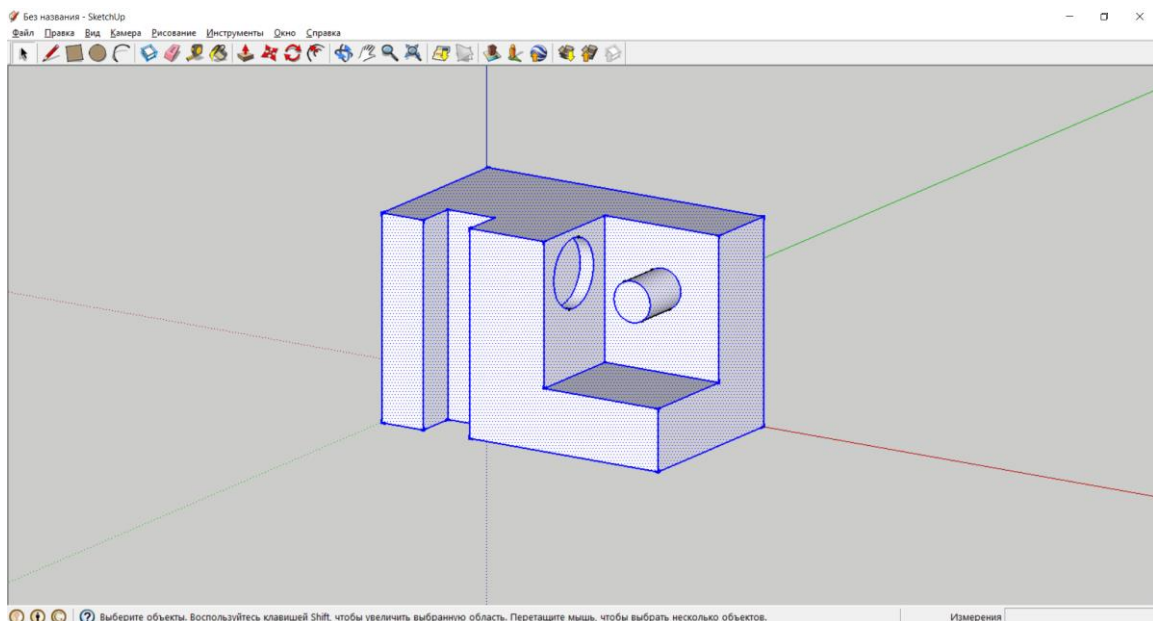 Без названия - SketchUp
Файл Правка Вид Камера Рисование Инструменты Окно Справка
Выберите объекты. Воспользуйтесь клавишей Shift, чтобы увеличить выбранную область. Перетащите мышь, чтобы выбрать несколько объектов. Измерения